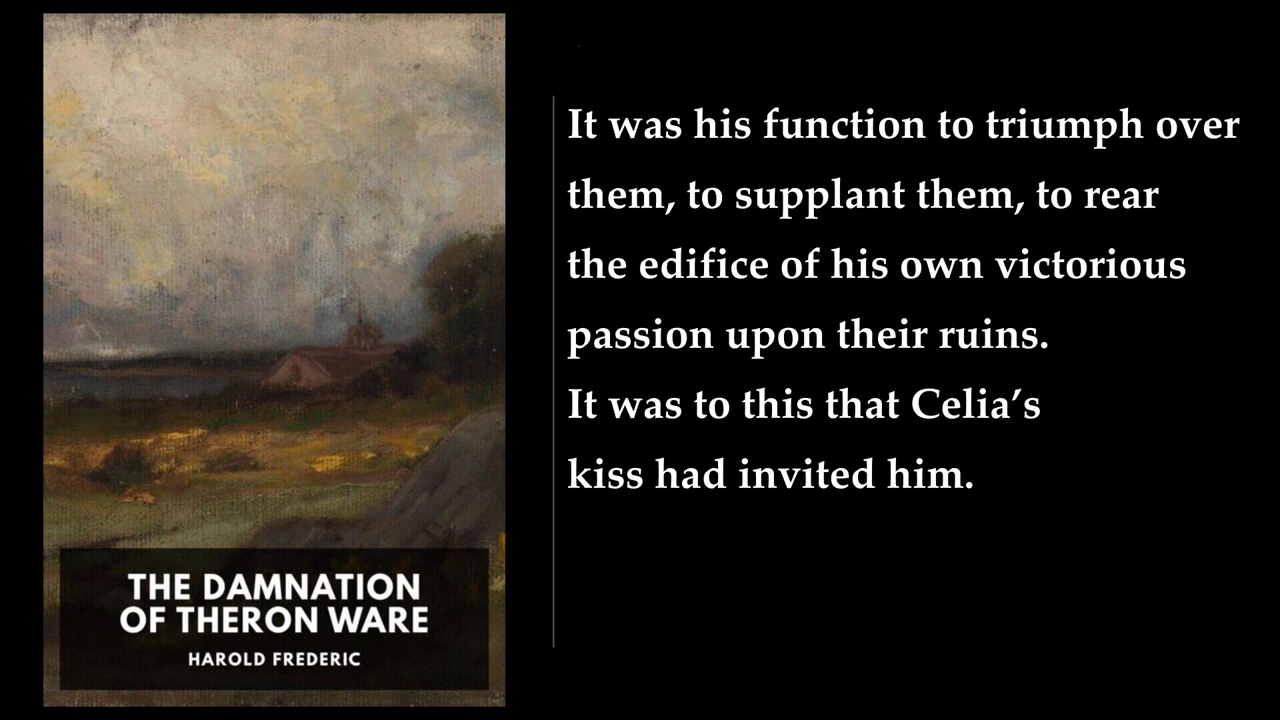 It was his function to triumph over
them, to supplant them, to rear
the edifice of his own victorious
passion upon their ruins.
It was to this that Celia’s
kiss had invited him.
THE DAMNATION
OF THERON WARE
HAROLD FREDERIC